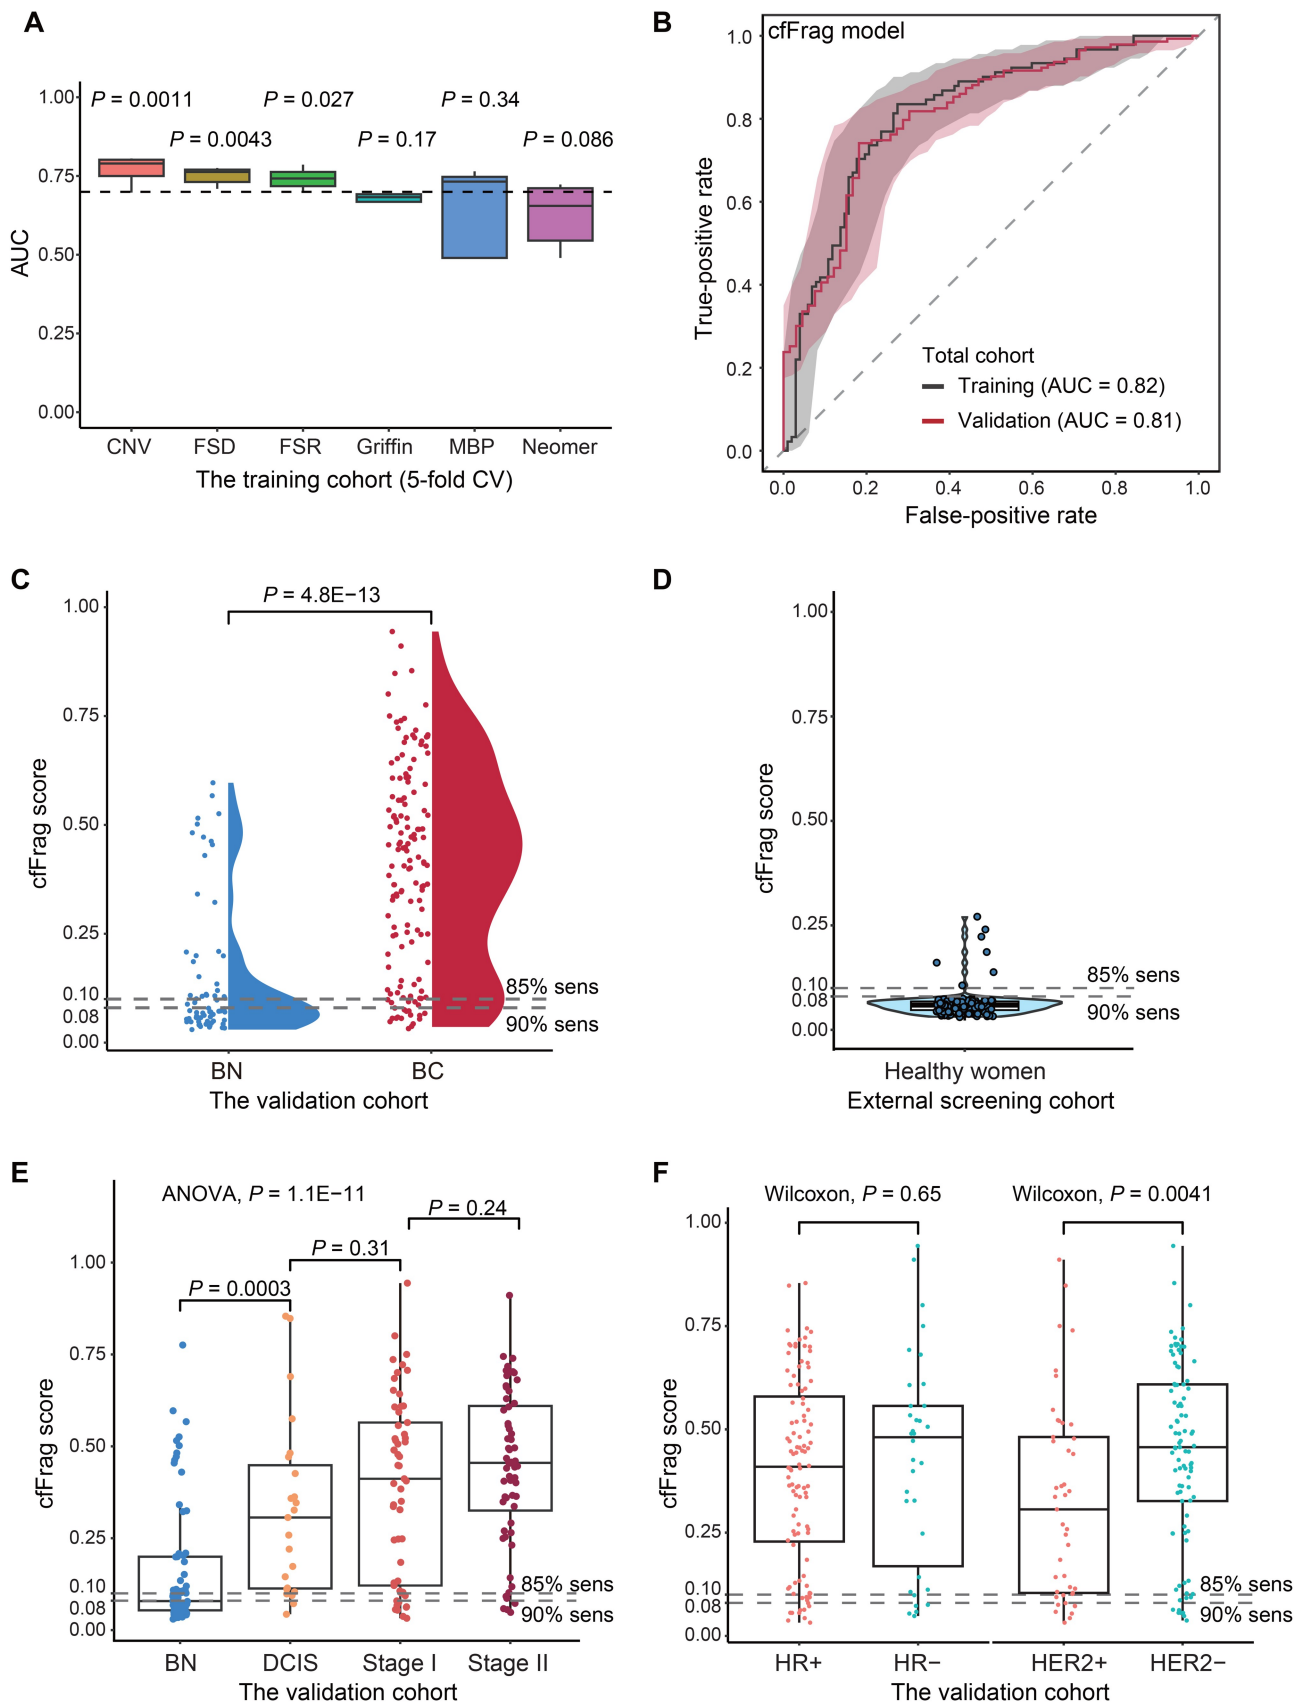 A
P = 0.0011
P = 0.027
P = 0.34
P = 0.0043
P = 0.17
P = 0.086
1.00
0.75
0.50
0.25
0.00
AUC
CNV
FSD
FSR
Griffin
MBP
Neomer
The training cohort (5-fold CV)
B
cfFrag model
1.0
0.8
0.6
0.4
0.2
0.0
True-positive rate
Total cohort
Training (AUC = 0.82)
Validation (AUC = 0.81)
0.0
0.2
0.4
0.6
0.8
1.0
False-positive rate
C
P = 4.8E−13
1.00
0.75
0.50
0.25
0.10
0.08
0.00
cfFrag score
85% sens
90% sens
BN
BC
The validation cohort
D
1.00
0.75
0.50
0.25
0.10
0.08
0.00
cfFrag score
85% sens
90% sens
Healthy women
External screening cohort
E
ANOVA, P = 1.1E−11
P = 0.24
P = 0.31
P = 0.0003
1.00
0.75
0.50
0.25
0.10
0.08
0.00
cfFrag score
85% sens
90% sens
BN
DCIS
Stage I
Stage II
The validation cohort
F
Wilcoxon, P = 0.65
Wilcoxon, P = 0.0041
1.00
0.75
0.50
0.25
0.10
0.08
0.00
cfFrag score
85% sens
90% sens
HR+
HR−
HER2+
HER2−
The validation cohort